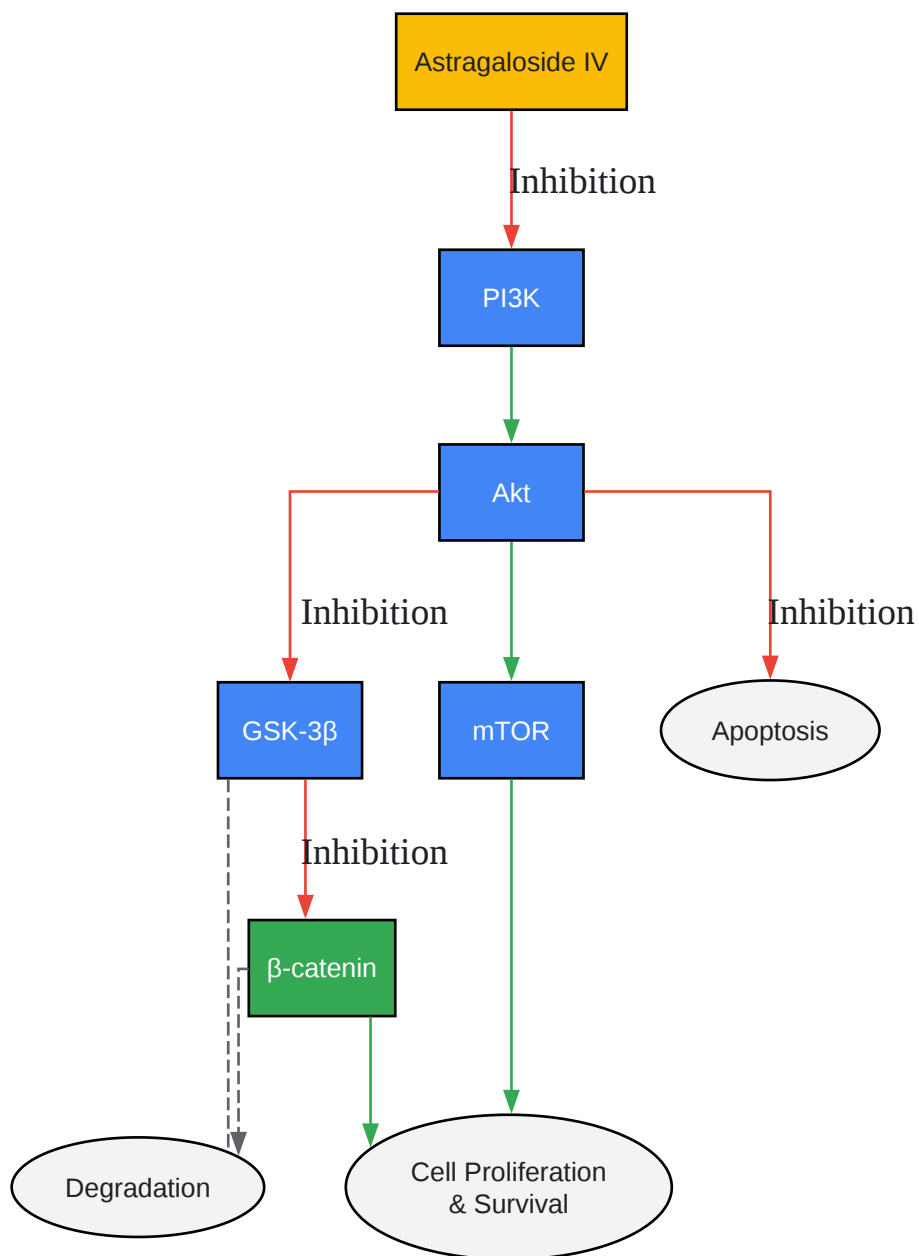 Astragaloside IV
Inhibition
PI3K
Akt
Inhibition
Inhibition
GSK-3β
mTOR
Apoptosis
Inhibition
β-catenin
Degradation
Cell Proliferation
& Survival